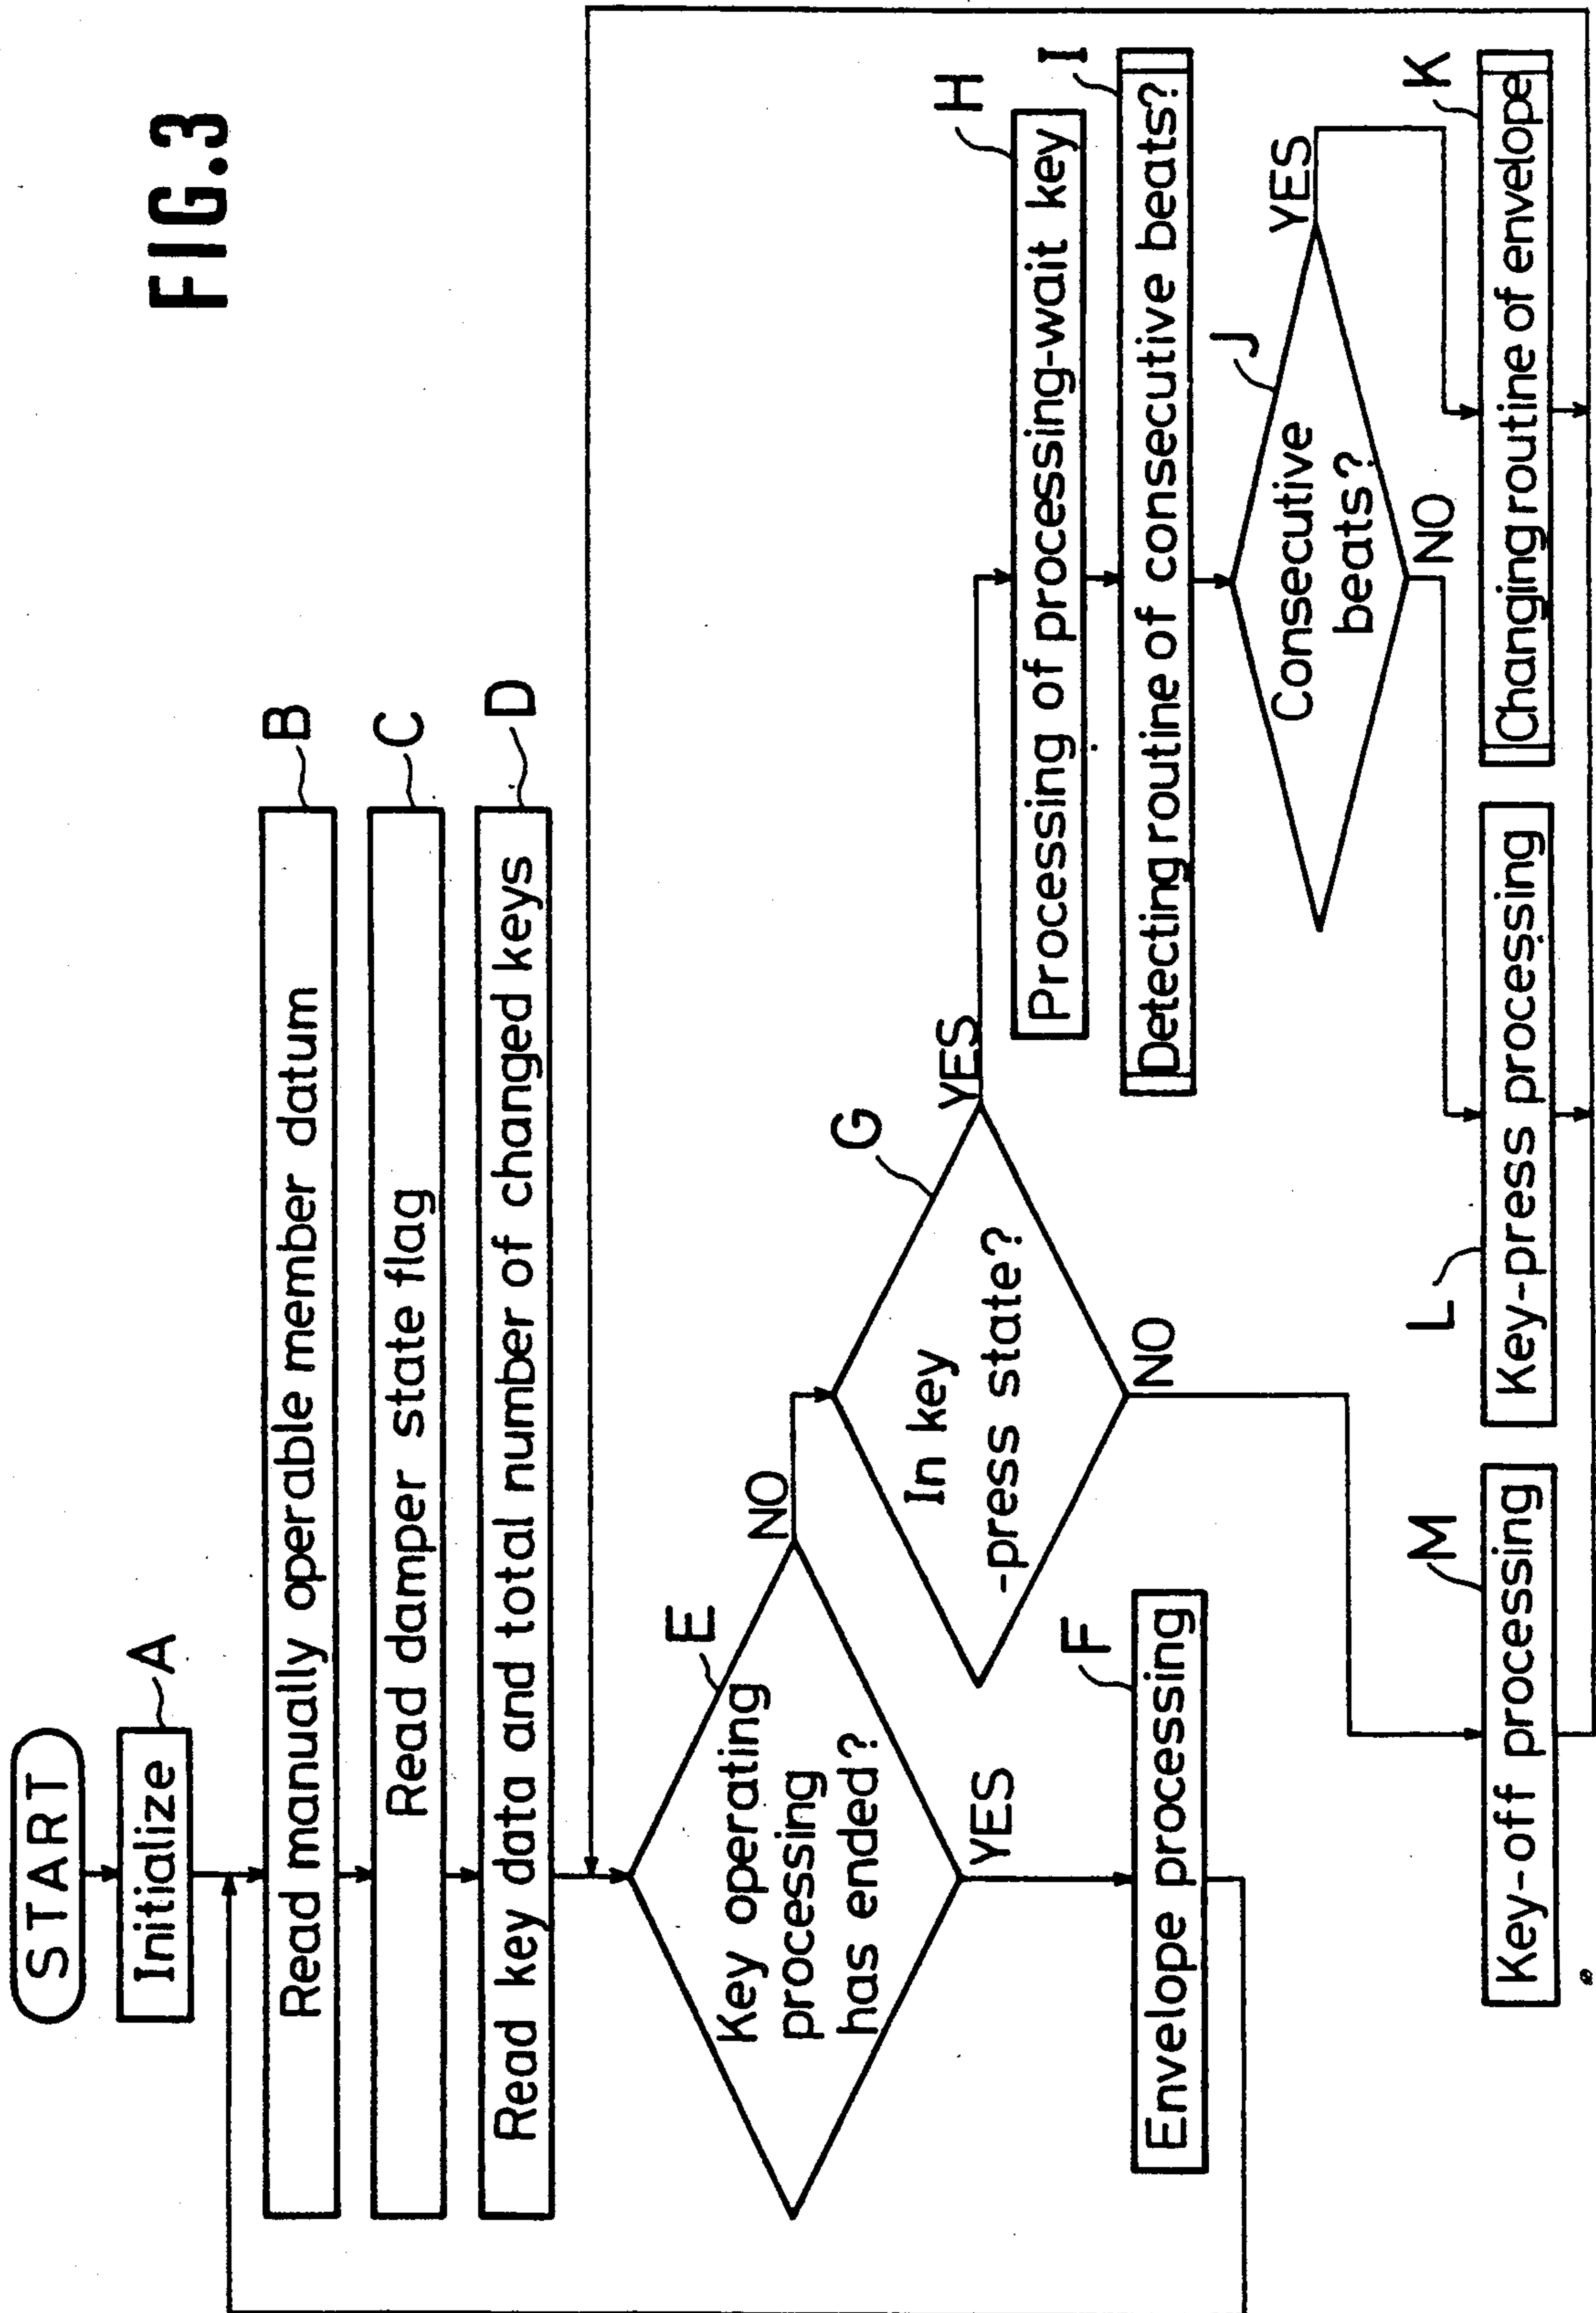 FIG.3
START
Initialize
A
Read manually operable member datum
B
Read damper state flag
C
Read key data and total number of changed keys
D
Key operating
processing
has ended?
E
NO
YES
Envelope processing
F
In key
-press state?
G
YES
NO
Processing of processing-wait key
H
Detecting routine of consecutive beats?
I
Consecutive
beats?
J
YES
NO
Changing routine of envelope
K
Key-press processing
L
Key-off processing
M